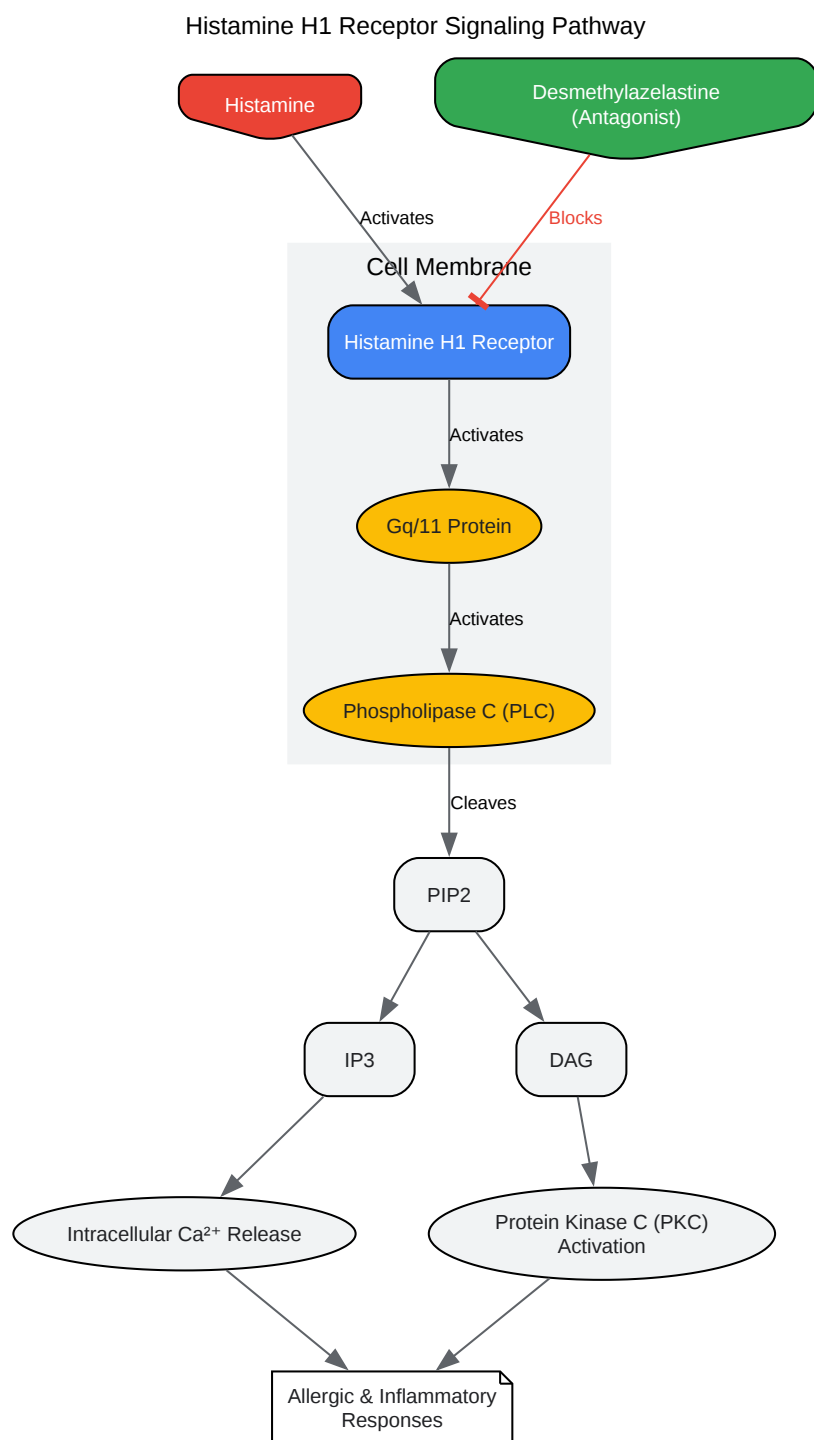 Histamine H1 Receptor Signaling Pathway
Histamine
Desmethylazelastine
(Antagonist)
Activates
Blocks
Cell Membrane
Histamine H1 Receptor
Activates
Gq/11 Protein
Activates
Phospholipase C (PLC)
Cleaves
PIP2
IP3
DAG
Intracellular Ca²⁺ Release
Protein Kinase C (PKC)
Activation
Allergic & Inflammatory
Responses